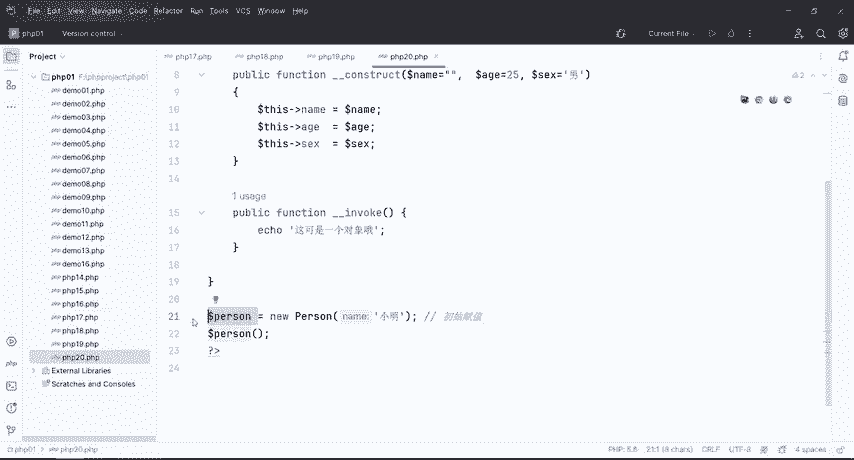 File Edit View Navigate Code Refactor Run Tools VCS Window Help
php01 Version control Current File
Project
php17.php php18.php php19.php php20.php
php01 F:\phpproject\php01
demo01.php
demo02.php
demo03.php
demo04.php
demo05.php
demo06.php
demo07.php
demo08.php
demo09.php
demo10.php
demo11.php
demo12.php
demo13.php
demo16.php
php14.php
php15.php
php16.php
php17.php
php18.php
php19.php
php20.php
External Libraries
Scratches and Consoles
8 public function __construct($name="", $age=25, $sex='男')
9 {
10 $this->name = $name;
11 $this->age = $age;
12 $this->sex = $sex;
13 }
14
1 usage
15 public function __invoke() {
16 echo '这可是一个对象哦';
17 }
18
19 }
20
21 $person = new Person( name: '小明'); // 初始赋值
22 $person();
23 ?>
24
2
php01 > php20.php PHP: 5.6 21:1 (8 chars) CRLF UTF-8 4 spaces